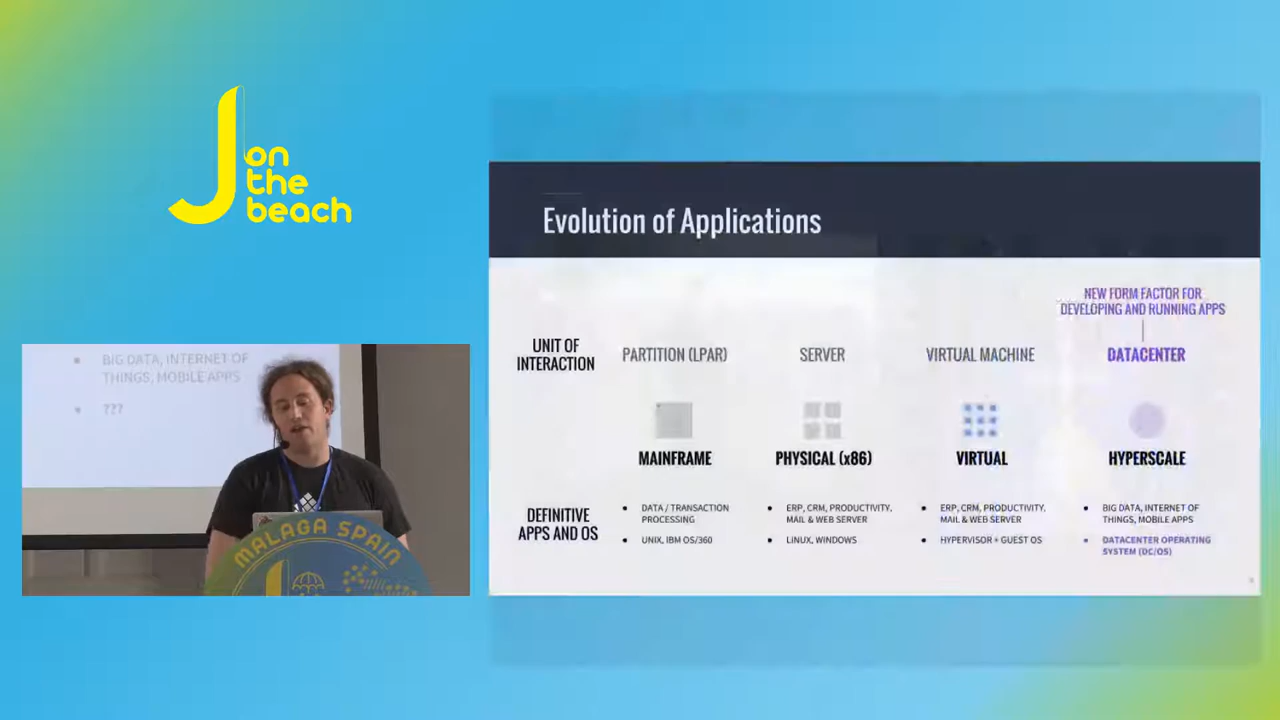 J on
the
beach
BIG DATA, INTERNET OF
THINGS, MOBILE APPS
???
MALAGA SPAIN
Evolution of Applications
NEW FORM FACTOR FOR
DEVELOPING AND RUNNING APPS
UNIT OF
INTERACTION
PARTITION (LPAR)
SERVER
VIRTUAL MACHINE
DATACENTER
MAINFRAME
PHYSICAL (x86)
VIRTUAL
HYPERSCALE
DEFINITIVE
APPS AND OS
• DATA / TRANSACTION
PROCESSING
• UNIX, IBM OS/360
• ERP, CRM, PRODUCTIVITY,
MAIL & WEB SERVER
• LINUX, WINDOWS
• ERP, CRM, PRODUCTIVITY,
MAIL & WEB SERVER
• HYPERVISOR + GUEST OS
• BIG DATA, INTERNET OF
THINGS, MOBILE APPS
• DATACENTER OPERATING
SYSTEM (DC/OS)